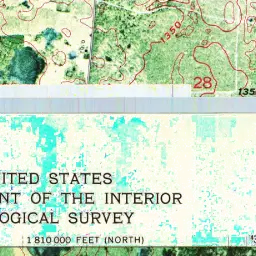 1350
28
135
ITED STATES
NT OF THE INTERIOR
OGICAL SURVEY
1 810 000 FEET (NORTH)